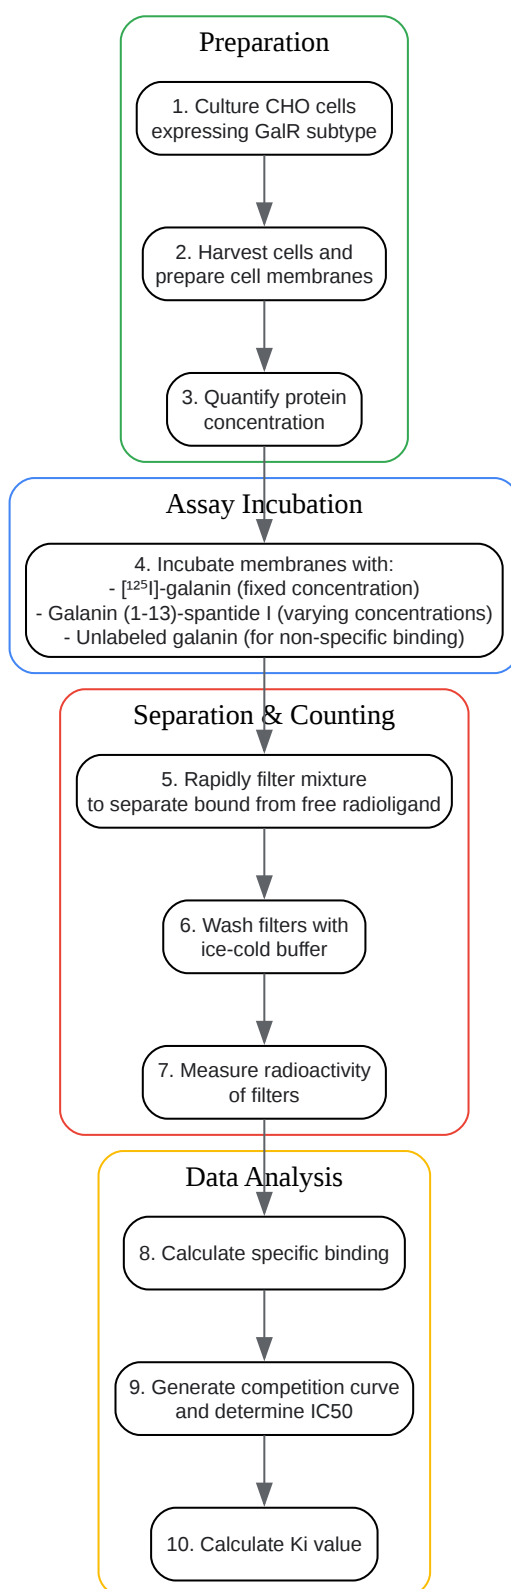 Preparation
1. Culture CHO cells
expressing GalR subtype
2. Harvest cells and
prepare cell membranes
3. Quantify protein
concentration
Assay Incubation
4. Incubate membranes with:
- [¹²⁵I]-galanin (fixed concentration)
- Galanin (1-13)-spantide I (varying concentrations)
- Unlabeled galanin (for non-specific binding)
Separation & Counting
5. Rapidly filter mixture
to separate bound from free radioligand
6. Wash filters with
ice-cold buffer
7. Measure radioactivity
of filters
Data Analysis
8. Calculate specific binding
9. Generate competition curve
and determine IC50
10. Calculate Ki value